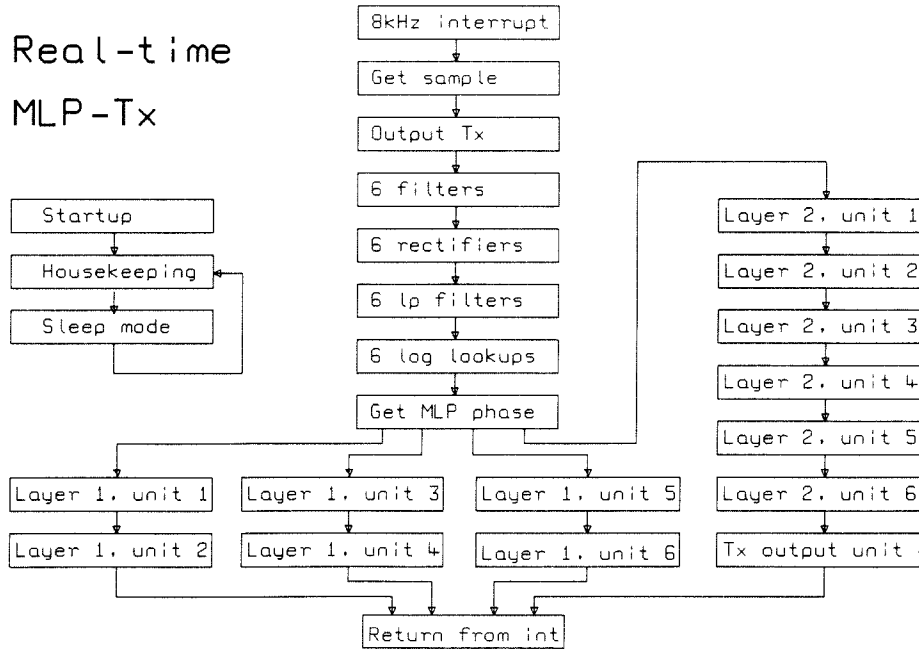 Real-time
MLP-Tx
8kHz interrupt
Get sample
Output Tx
6 filters
6 rectifiers
6 lp filters
6 log lookups
Get MLP phase
Startup
Housekeeping
Sleep mode
Layer 1, unit 1
Layer 1, unit 2
Layer 1, unit 3
Layer 1, unit 4
Layer 1, unit 5
Layer 1, unit 6
Layer 2, unit 1
Layer 2, unit 2
Layer 2, unit 3
Layer 2, unit 4
Layer 2, unit 5
Layer 2, unit 6
Tx output unit
Return from int